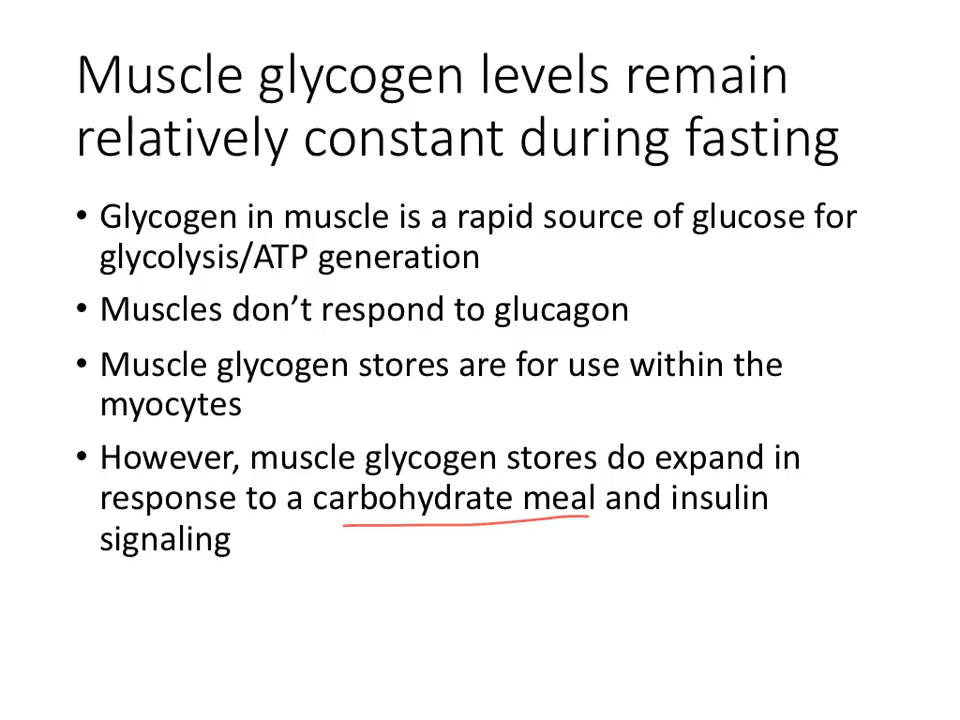 Muscle glycogen levels remain
relatively constant during fasting
• Glycogen in muscle is a rapid source of glucose for
glycolysis/ATP generation
• Muscles don’t respond to glucagon
• Muscle glycogen stores are for use within the
myocytes
• However, muscle glycogen stores do expand in
response to a carbohydrate meal and insulin
signaling